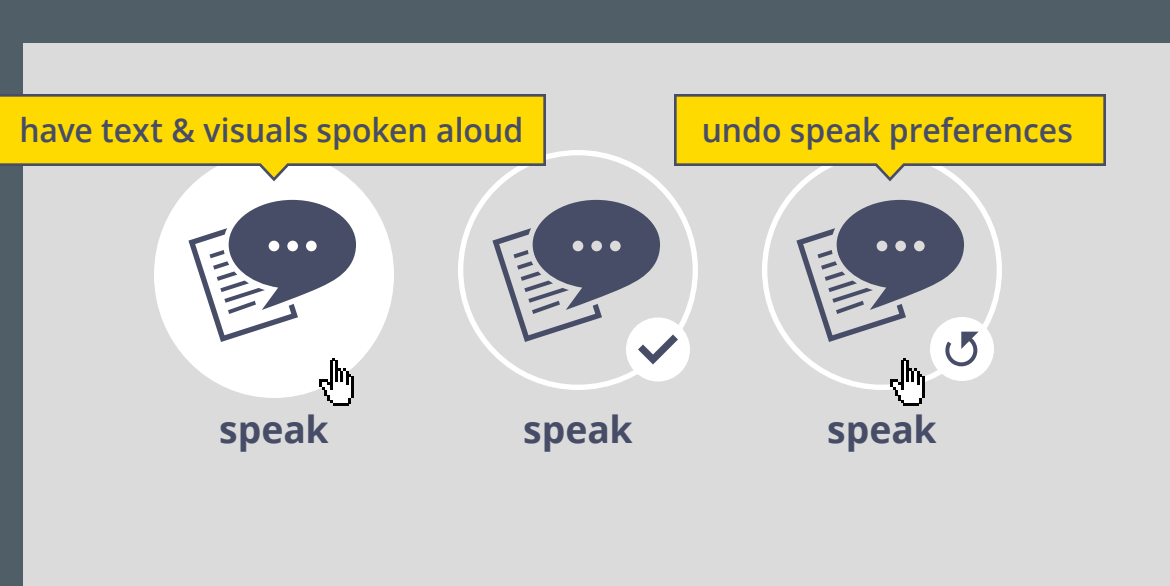 have text & visuals spoken aloud
undo speak preferences
speak
speak
speak